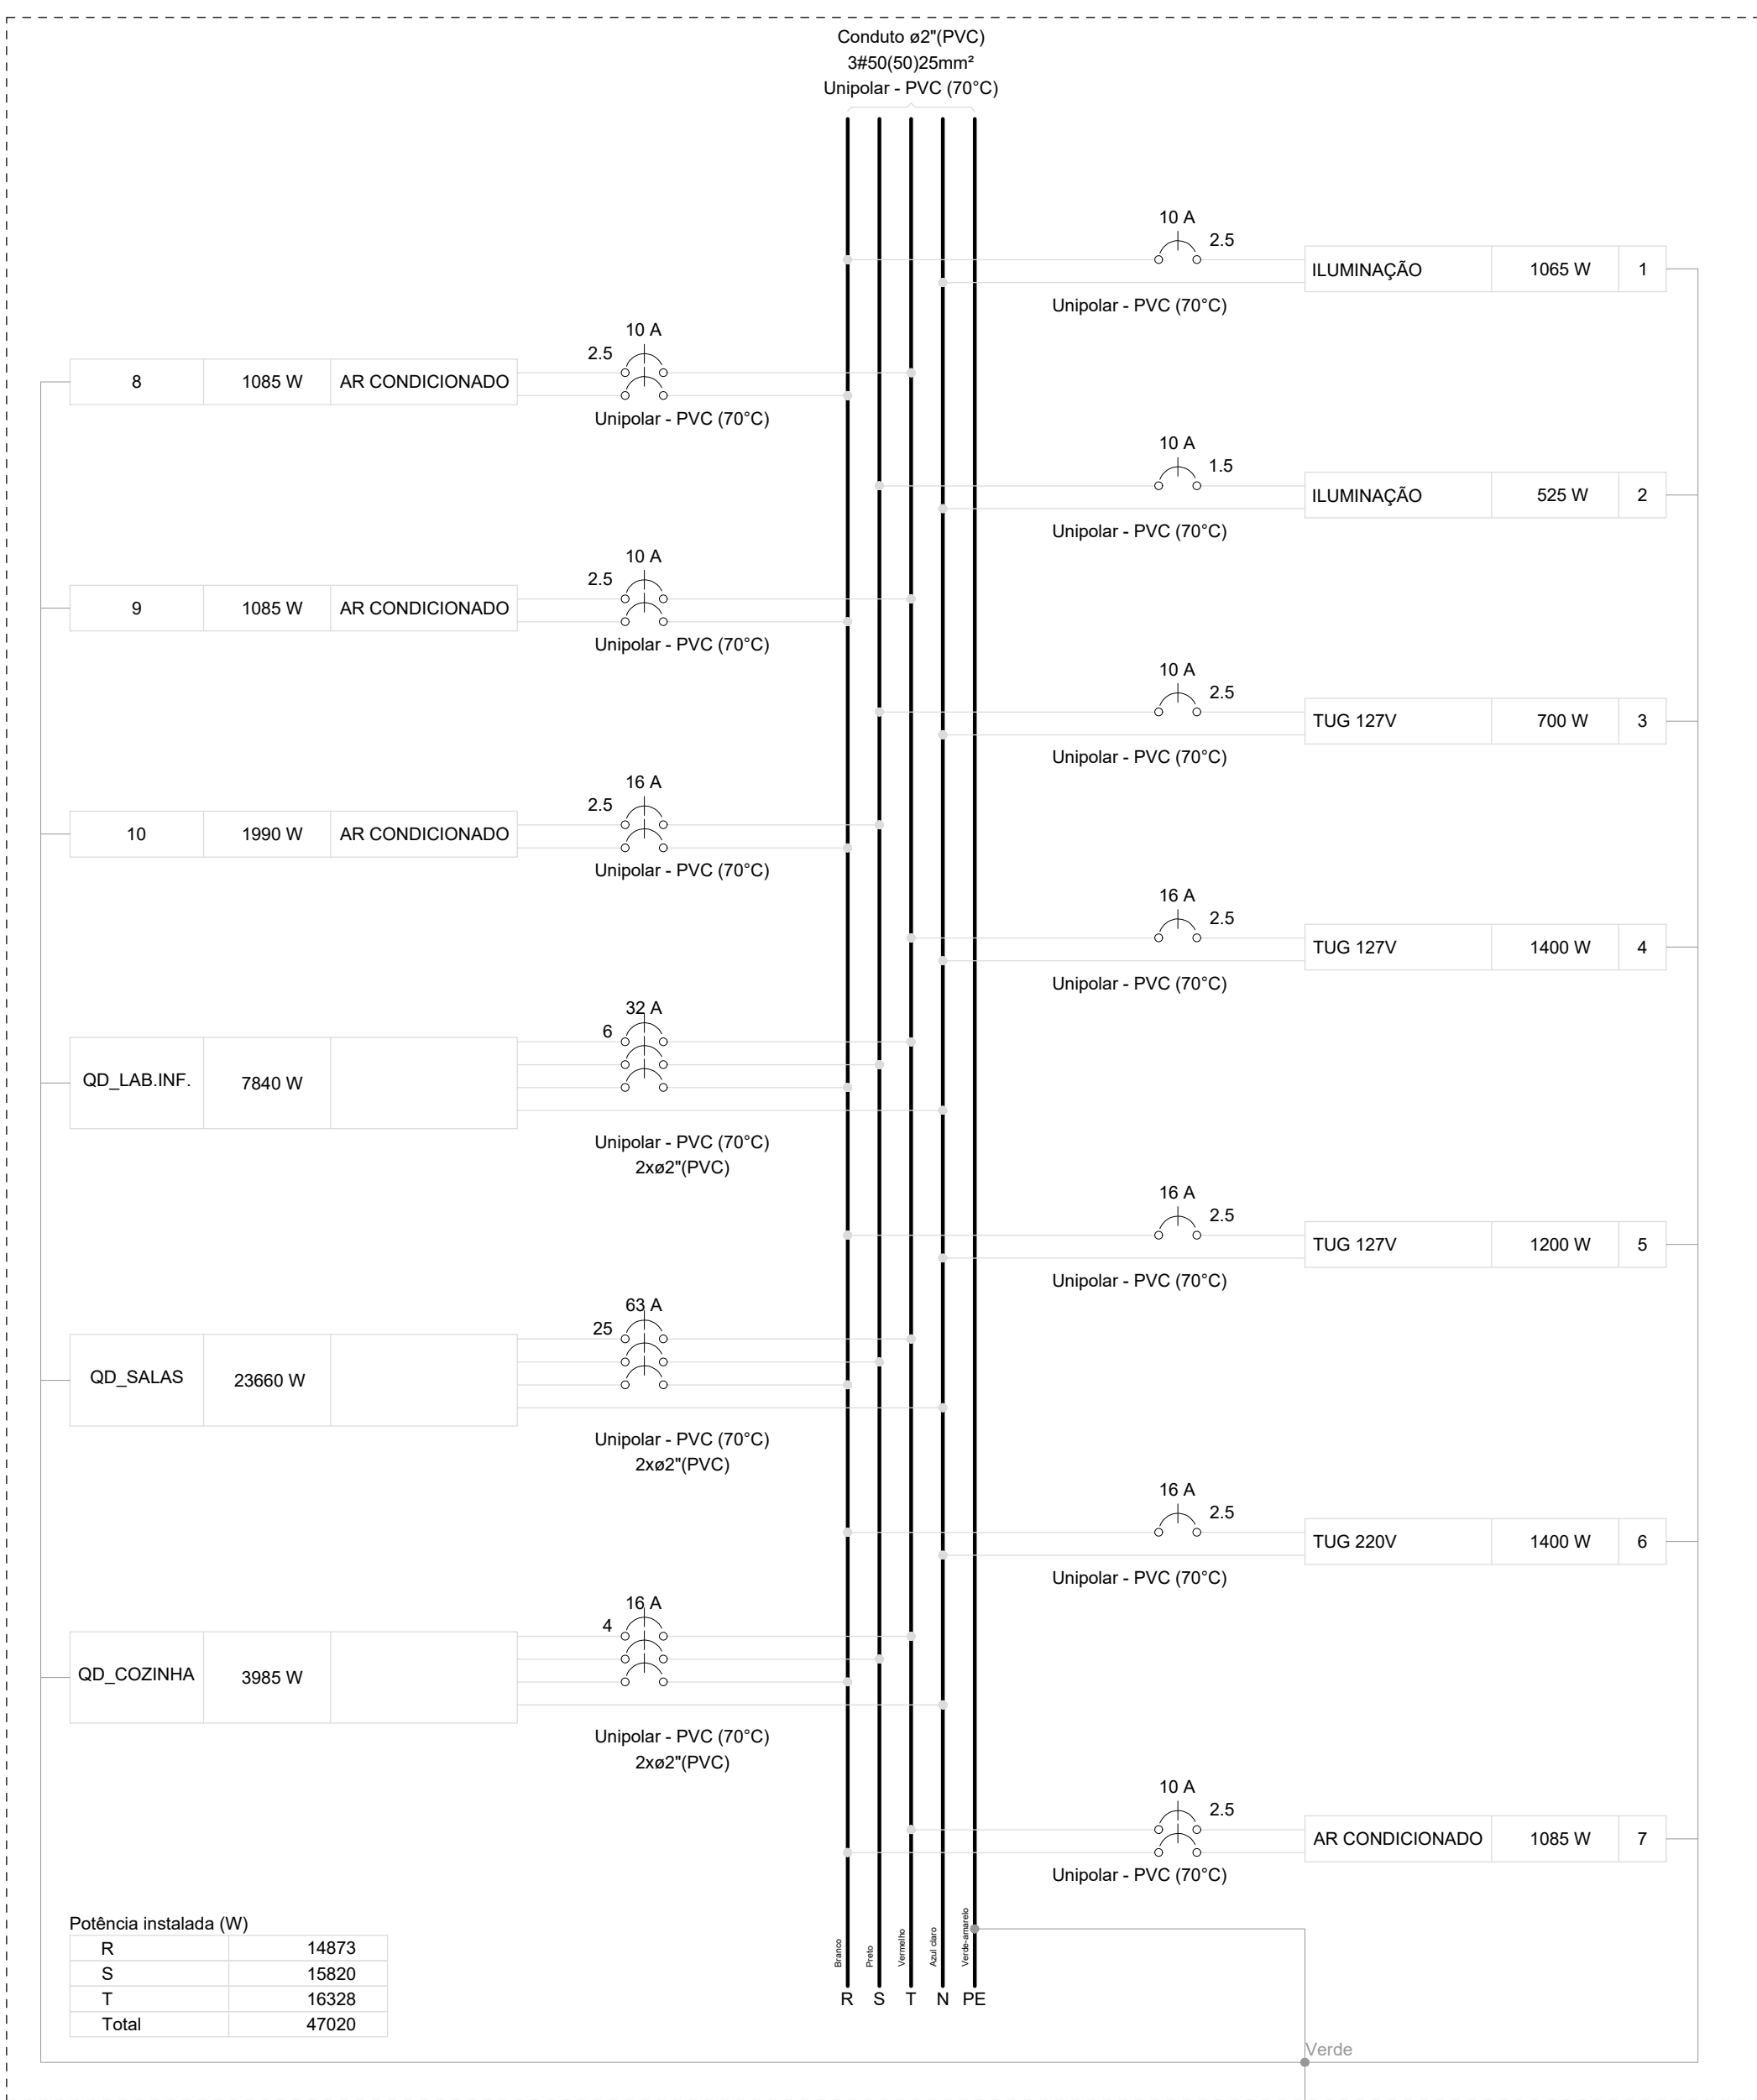 Conduto ø2"(PVC)
3#50(50)25mm²
Unipolar - PVC (70°C)
10 A
2.5
ILUMINAÇÃO 1065 W 1
Unipolar - PVC (70°C)
10 A
2.5
8 1085 W AR CONDICIONADO
Unipolar - PVC (70°C)
10 A
1.5
ILUMINAÇÃO 525 W 2
Unipolar - PVC (70°C)
10 A
2.5
9 1085 W AR CONDICIONADO
Unipolar - PVC (70°C)
10 A
2.5
TUG 127V 700 W 3
Unipolar - PVC (70°C)
16 A
2.5
10 1990 W AR CONDICIONADO
Unipolar - PVC (70°C)
16 A
2.5
TUG 127V 1400 W 4
Unipolar - PVC (70°C)
32 A
6
QD_LAB.INF. 7840 W
Unipolar - PVC (70°C)
2xø2"(PVC)
16 A
2.5
TUG 127V 1200 W 5
Unipolar - PVC (70°C)
63 A
25
QD_SALAS 23660 W
Unipolar - PVC (70°C)
2xø2"(PVC)
16 A
2.5
TUG 220V 1400 W 6
Unipolar - PVC (70°C)
16 A
4
QD_COZINHA 3985 W
Unipolar - PVC (70°C)
2xø2"(PVC)
10 A
2.5
AR CONDICIONADO 1085 W 7
Unipolar - PVC (70°C)
Potência instalada (W)
R 14873
S 15820
T 16328
Total 47020
Branco
Preto
Vermelho
Azul claro
Verde-amarelo
R S T N PE
Verde